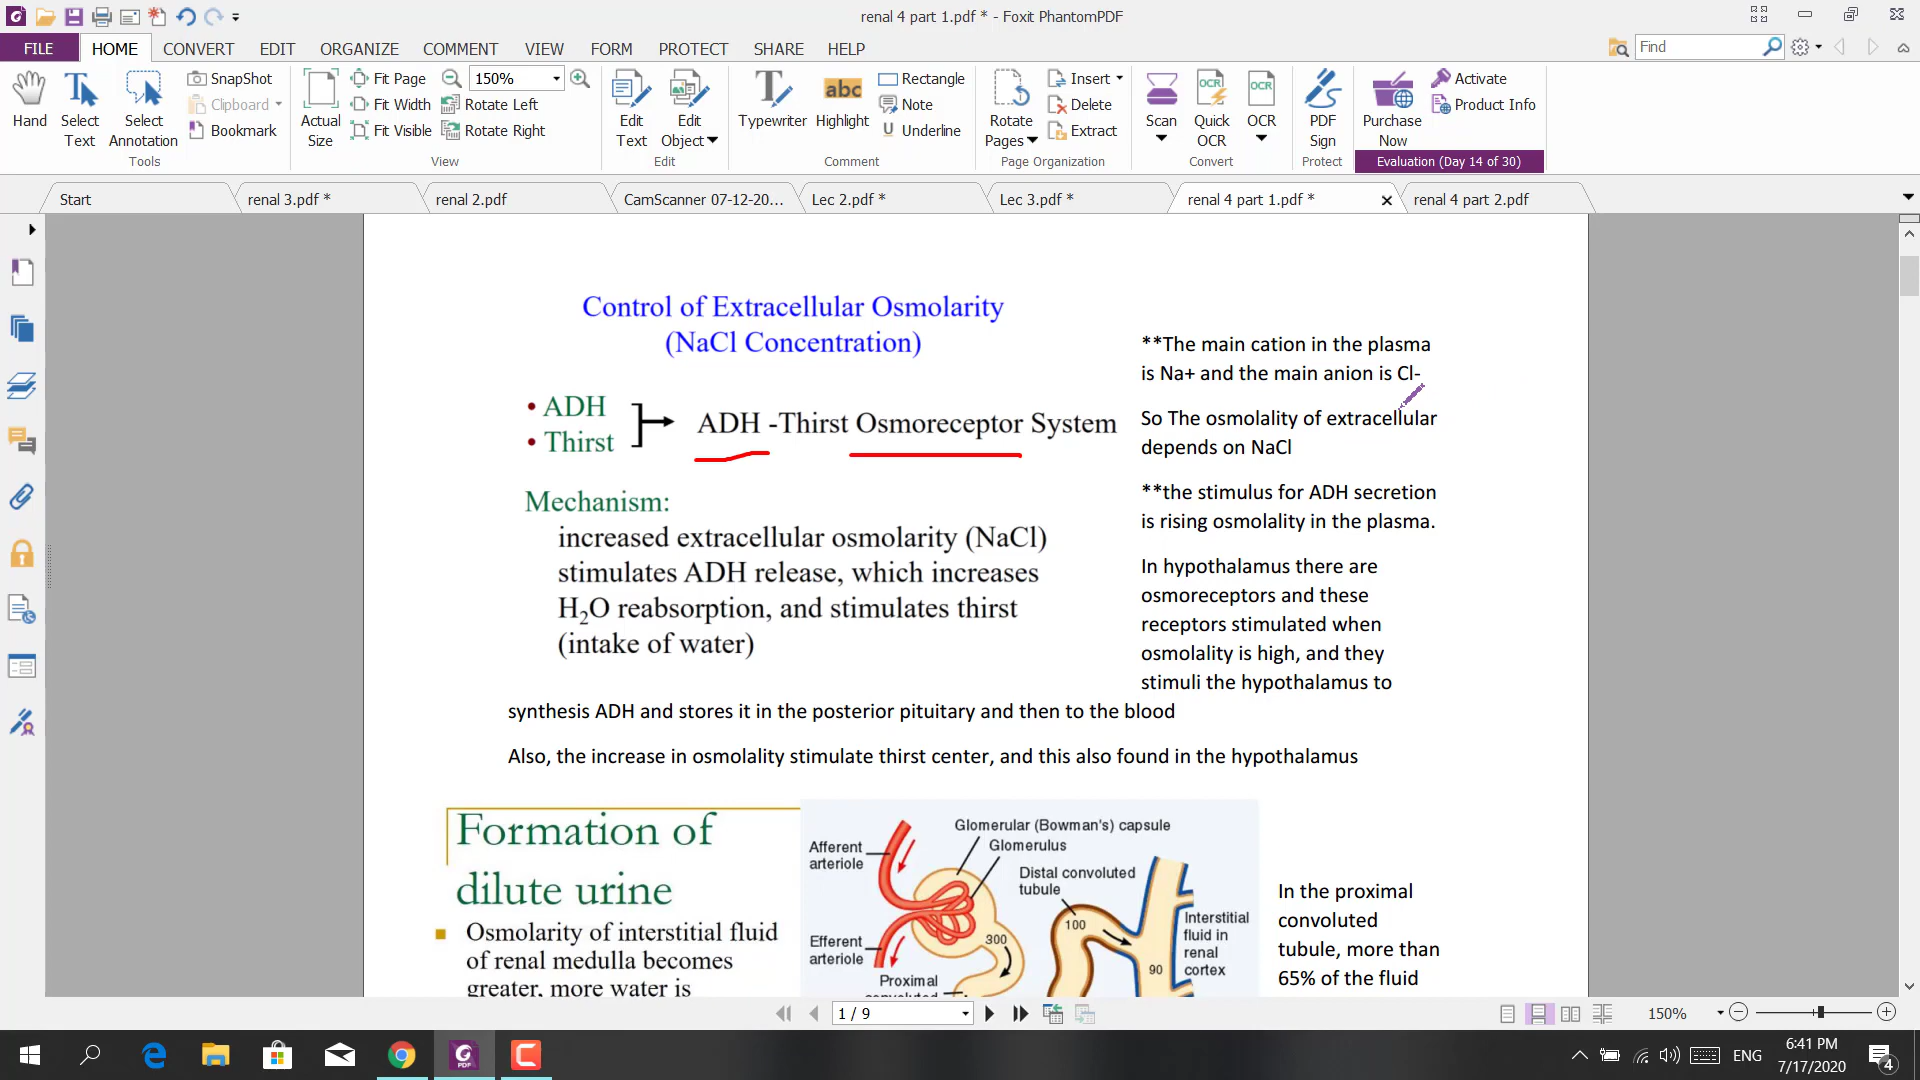 renal 4 part 1.pdf * - Foxit PhantomPDF
FILE HOME CONVERT EDIT ORGANIZE COMMENT VIEW FORM PROTECT SHARE HELP
Find
Hand
Select Text
Select Annotation
SnapShot
Clipboard
Bookmark
Tools
Actual Size
Fit Page
Fit Width
Fit Visible
150%
Rotate Left
Rotate Right
View
Edit Text
Edit Object
Edit
Typewriter
abc
Highlight
Rectangle
Note
Underline
Comment
Rotate Pages
Insert
Delete
Extract
Page Organization
Scan
OCR
Quick OCR
OCR
OCR
Convert
PDF Sign
Protect
Purchase Now
Activate
Product Info
Evaluation (Day 14 of 30)
Start
renal 3.pdf *
renal 2.pdf
CamScanner 07-12-20...
Lec 2.pdf *
Lec 3.pdf *
renal 4 part 1.pdf *
renal 4 part 2.pdf
Control of Extracellular Osmolarity
(NaCl Concentration)
• ADH
• Thirst
ADH -Thirst Osmoreceptor System
Mechanism:
increased extracellular osmolarity (NaCl)
stimulates ADH release, which increases
H₂O reabsorption, and stimulates thirst
(intake of water)
**The main cation in the plasma
is Na+ and the main anion is Cl-
So The osmolality of extracellular
depends on NaCl
**the stimulus for ADH secretion
is rising osmolality in the plasma.
In hypothalamus there are
osmoreceptors and these
receptors stimulated when
osmolality is high, and they
stimuli the hypothalamus to
synthesis ADH and stores it in the posterior pituitary and then to the blood
Also, the increase in osmolality stimulate thirst center, and this also found in the hypothalamus
Formation of
dilute urine
Osmolarity of interstitial fluid
of renal medulla becomes
greater, more water is
Glomerular (Bowman's) capsule
Glomerulus
Afferent
arteriole
Distal convoluted
tubule
Efferent
arteriole
Proximal
300
100
90
Interstitial
fluid in
renal
cortex
In the proximal
convoluted
tubule, more than
65% of the fluid
1 / 9
150%
ENG
6:41 PM
7/17/2020
4